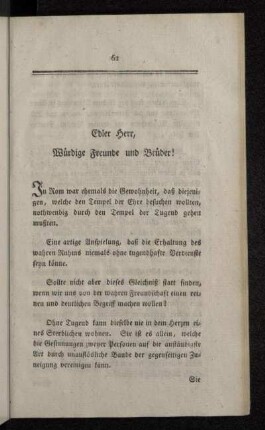 62
Edler Herr,
Würdige Freunde und Brüder!
In Rom war ehemals die Gewohnheit, daß diejeni-
gen, welche den Tempel der Ehre besuchen wollten,
nothwendig durch den Tempel der Tugend gehen
mußten.
Eine artige Anspielung, daß die Erhaltung des
wahren Ruhms niemals ohne tugendhafte Verdienste
seyn könne.
Sollte nicht aber dieses Gleichniß statt finden,
wenn wir uns von der wahren Freundschaft einen rei-
nen und deutlichen Begriff machen wollen?
Ohne Tugend kann dieselbe nie in dem Herzen ei-
nes Sterblichen wohnen. Sie ist es allein, welche
die Gesinnungen zweyer Personen auf die anständigste
Art durch unauflösliche Bande der gegenseitigen Zu-
neigung vereinigen kann.
Sie